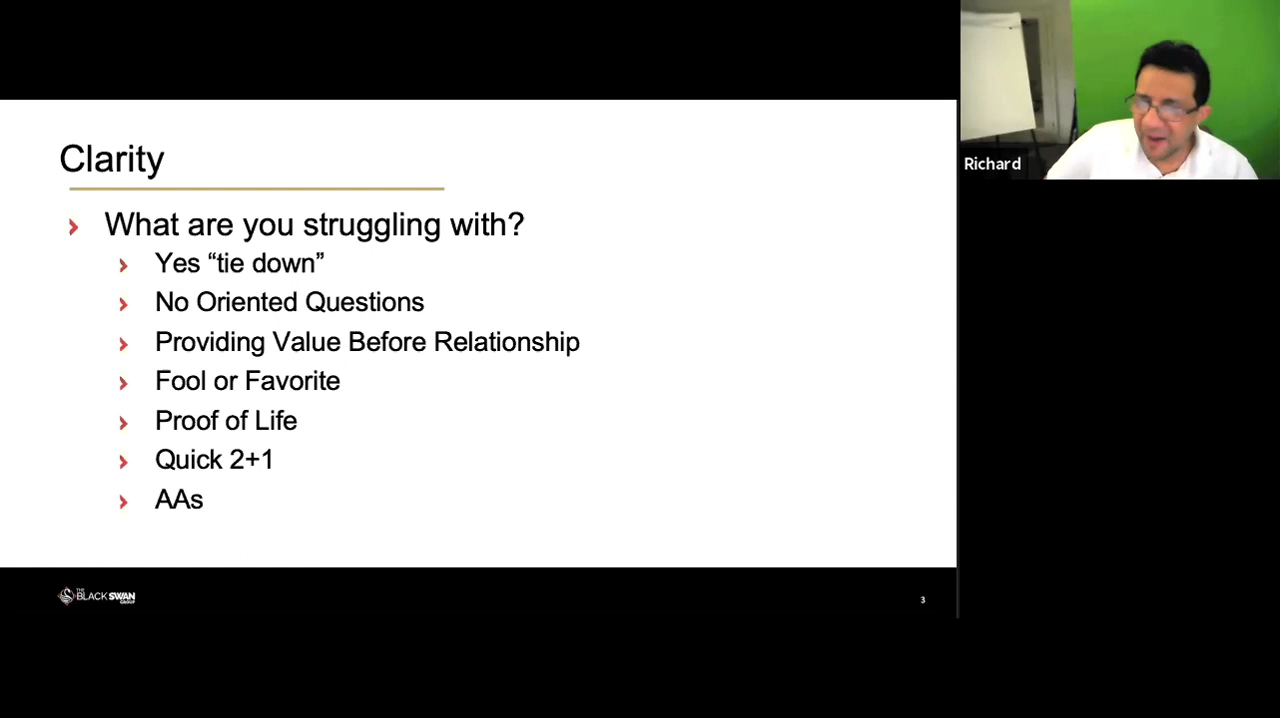 Clarity
What are you struggling with?
Yes “tie down”
No Oriented Questions
Providing Value Before Relationship
Fool or Favorite
Proof of Life
Quick 2+1
AAs
THE
BLACK SWAN
GROUP
3
Richard